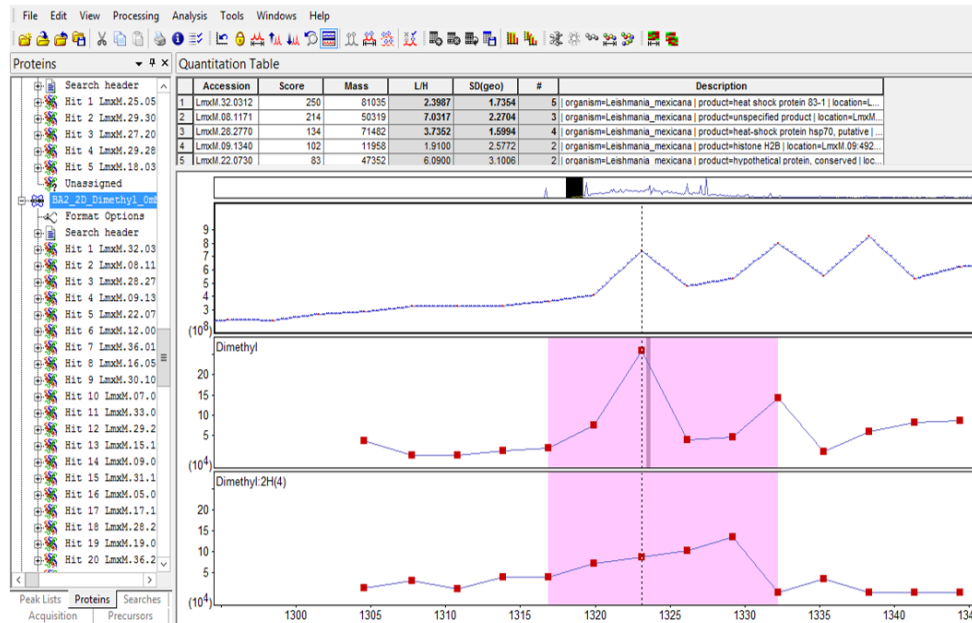 File Edit View Processing Analysis Tools Windows Help
Proteins
Quantitation Table
Search header
Hit 1 LmxM.25.05
Hit 2 LmxM.29.30
Hit 3 LmxM.27.20
Hit 4 LmxM.29.28
Hit 5 LmxM.18.03
Unassigned
BA2_2D_Dimethyl_0m
Format Options
Search header
Hit 1 LmxM.32.03
Hit 2 LmxM.08.11
Hit 3 LmxM.28.27
Hit 4 LmxM.09.13
Hit 5 LmxM.22.07
Hit 6 LmxM.12.00
Hit 7 LmxM.36.01
Hit 8 LmxM.16.05
Hit 9 LmxM.30.10
Hit 10 LmxM.07.0
Hit 11 LmxM.33.0
Hit 12 LmxM.29.2
Hit 13 LmxM.15.1
Hit 14 LmxM.09.0
Hit 15 LmxM.31.1
Hit 16 LmxM.05.0
Hit 17 LmxM.17.1
Hit 18 LmxM.28.2
Hit 19 LmxM.19.0
Hit 20 LmxM.36.2
Peak Lists Proteins Searches
Acquisition Precursors
Accession Score Mass L/H SD(geo) # Description
1 LmxM.32.0312 250 81035 2.3987 1.7354 5 | organism=Leishmania_mexicana | product=heat shock protein 83-1 | location=L...
2 LmxM.08.1171 214 50319 7.0317 2.2704 3 | organism=Leishmania_mexicana | product=unspecified product | location=LmxM...
3 LmxM.28.2770 134 71482 3.7352 1.5994 4 | organism=Leishmania_mexicana | product=heat-shock protein hsp70, putative | ...
4 LmxM.09.1340 102 11958 1.9100 2.5772 2 | organism=Leishmania_mexicana | product=histone H2B | location=LmxM.09:492...
5 LmxM.22.0730 83 47352 6.0900 3.1006 2 | organism=Leishmania_mexicana | product=hypothetical protein, conserved | loc...
9
8
7
6
5
4
3
(10^8)
Dimethyl
20
15
10
5
(10^4)
Dimethyl:2H(4)
20
15
10
5
(10^4)
1300 1305 1310 1315 1320 1325 1330 1335 1340 134